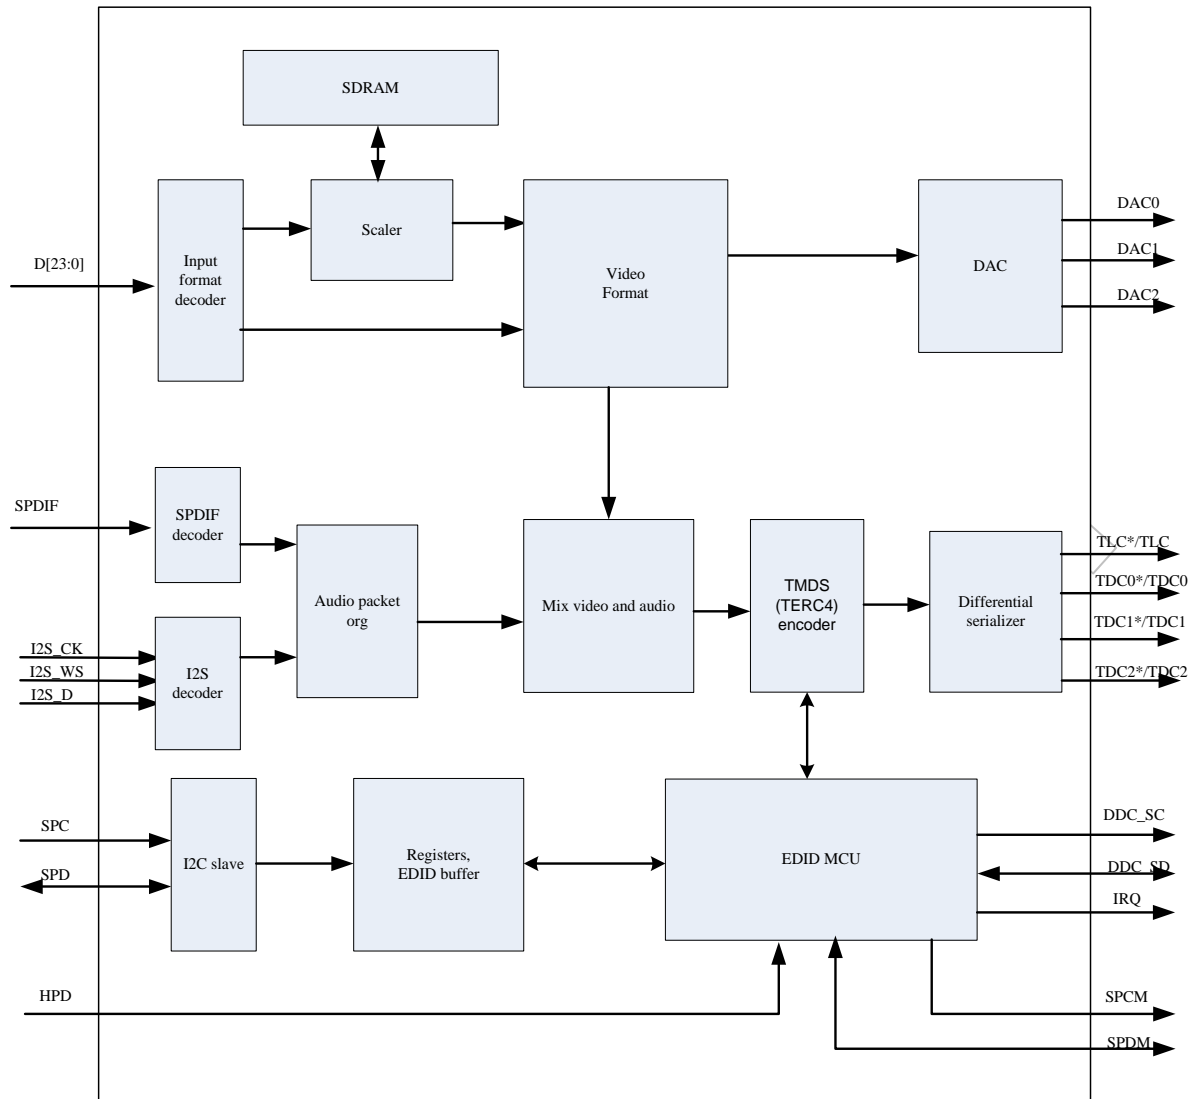 SDRAM
Scaler
D[23:0]
Input
format
decoder
Video
Format
DAC
DAC0
DAC1
DAC2
SPDIF
SPDIF
decoder
Audio packet
org
I2S_CK
I2S_WS
I2S_D
I2S
decoder
Mix video and audio
TMDS
(TERC4)
encoder
Differential
serializer
TLC*/TLC
TDC0*/TDC0
TDC1*/TDC1
TDC2*/TDC2
SPC
SPD
I2C slave
Registers,
EDID buffer
EDID MCU
DDC_SC
DDC_SD
IRQ
HPD
SPCM
SPDM